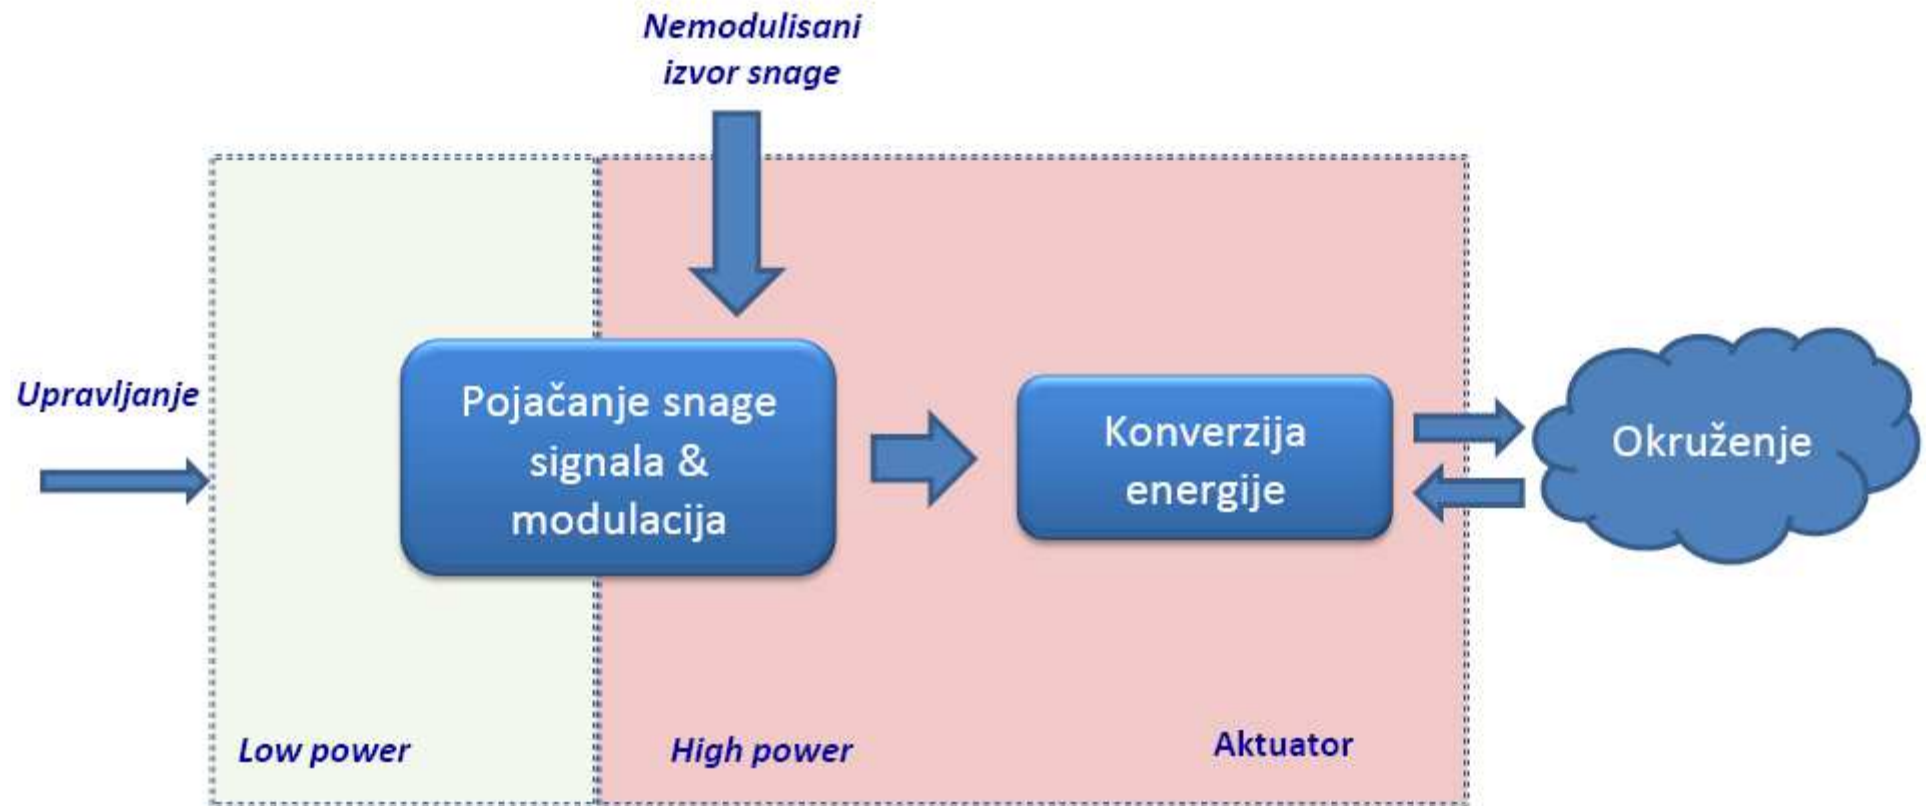 Nemodulisani
izvor snage
Upravljanje
Pojačanje snage
signala &
modulacija
Konverzija
energije
Okruženje
Low power
High power
Aktuator